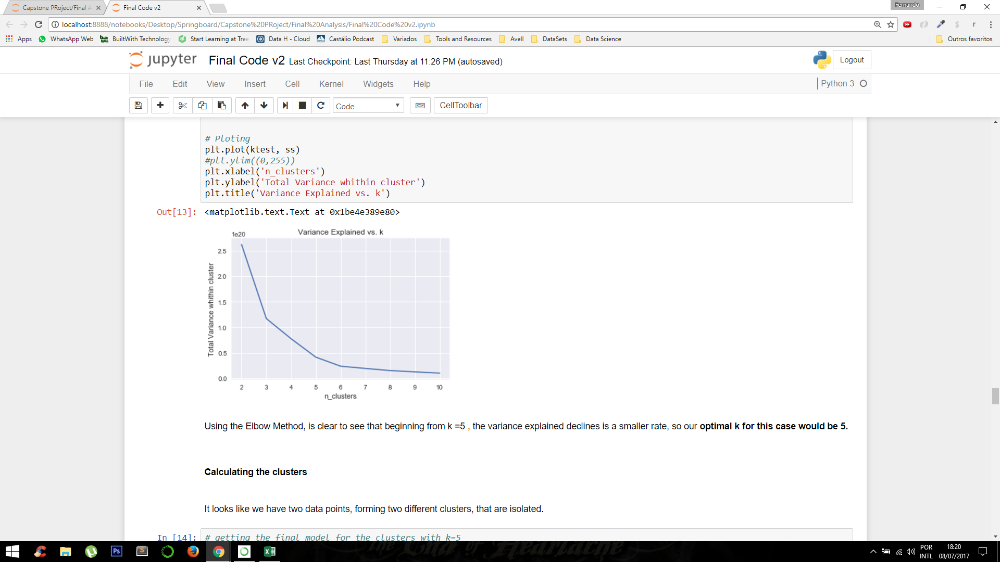 Capstone PRoject/Final A
Final Code v2
Fernando
localhost:8888/notebooks/Desktop/Springboard/Capstone%20PRoject/Final%20Analysis/Final%20Code%20v2.ipynb
Apps WhatsApp Web BuiltWith Technology Start Learning at Tree Data H - Cloud Castálio Podcast Variados Tools and Resources Avell DataSets Data Science Outros favoritos
jupyter Final Code v2 Last Checkpoint: Last Thursday at 11:26 PM (autosaved)
Logout
File Edit View Insert Cell Kernel Widgets Help
Python 3
Code
CellToolbar
# Ploting
plt.plot(ktest, ss)
#plt.ylim((0,255))
plt.xlabel('n_clusters')
plt.ylabel('Total Variance whithin cluster')
plt.title('Variance Explained vs. k')
Out[13]: <matplotlib.text.Text at 0x1be4e389e80>
Variance Explained vs. k
1e20
2.5
2.0
1.5
1.0
0.5
0.0
Total Variance whithin cluster
2 3 4 5 6 7 8 9 10
n_clusters
Using the Elbow Method, is clear to see that beginning from k =5 , the variance explained declines is a smaller rate, so our optimal k for this case would be 5.
Calculating the clusters
It looks like we have two data points, forming two different clusters, that are isolated.
In [14]: # getting the final model for the clusters with k=5
POR
INTL
18:20
08/07/2017